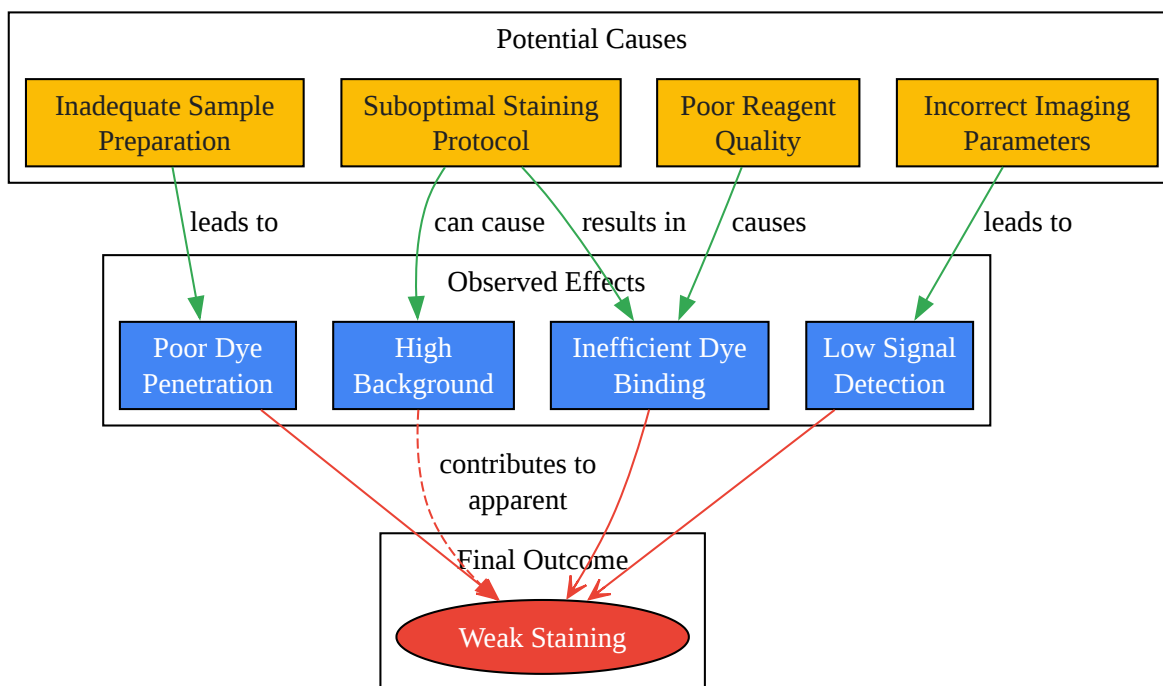 Potential Causes
Inadequate Sample
Preparation
Suboptimal Staining
Protocol
Poor Reagent
Quality
Incorrect Imaging
Parameters
leads to
can cause
results in
causes
leads to
Observed Effects
Poor Dye
Penetration
High
Background
Inefficient Dye
Binding
Low Signal
Detection
contributes to
apparent
Final Outcome
Weak Staining